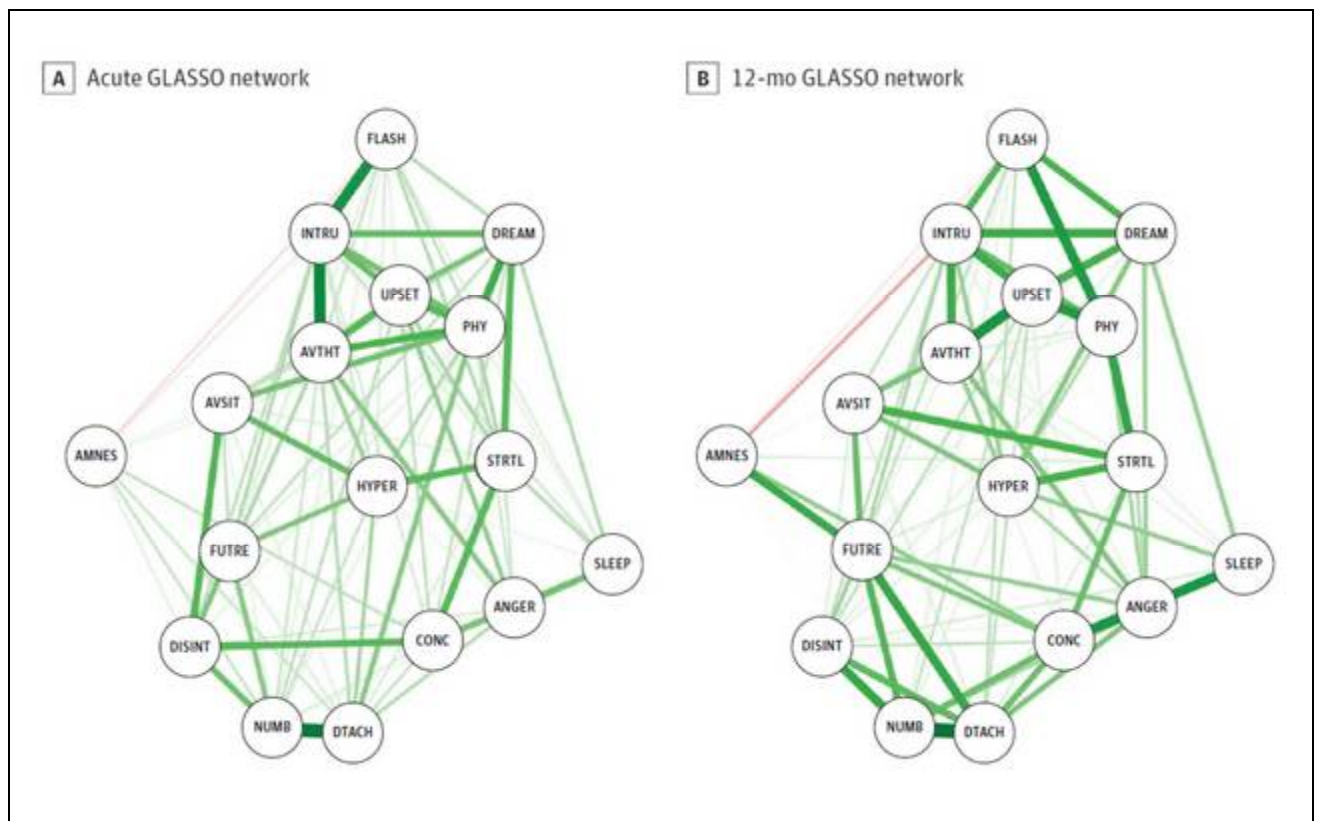 A Acute GLASSO network
FLASH
INTRU
DREAM
UPSET
PHY
AVTHT
AVSIT
AMNES
STRTL
HYPER
FUTRE
SLEEP
ANGER
DISINT
CONC
NUMB
DTACH
B 12-mo GLASSO network
FLASH
INTRU
DREAM
UPSET
PHY
AVTHT
AVSIT
AMNES
STRTL
HYPER
FUTRE
SLEEP
ANGER
DISINT
CONC
NUMB
DTACH